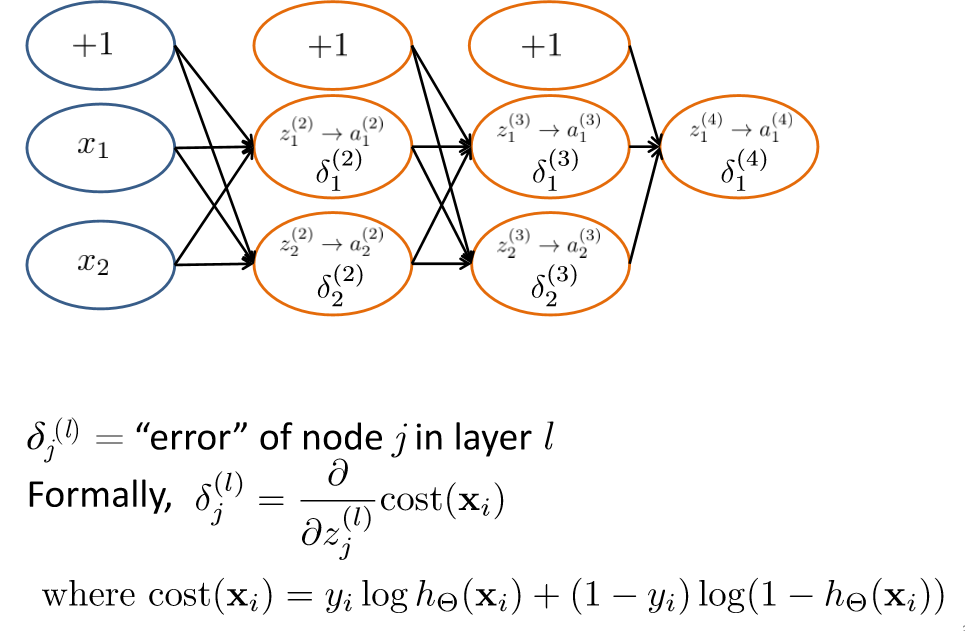 +1 +1 +1
x₁ z₁⁽²⁾ → a₁⁽²⁾ z₁⁽³⁾ → a₁⁽³⁾ z₁⁽⁴⁾ → a₁⁽⁴⁾
δ₁⁽²⁾ δ₁⁽³⁾ δ₁⁽⁴⁾
x₂ z₂⁽²⁾ → a₂⁽²⁾ z₂⁽³⁾ → a₂⁽³⁾
δ₂⁽²⁾ δ₂⁽³⁾
δⱼ⁽ˡ⁾ = “error” of node j in layer l
Formally, δⱼ⁽ˡ⁾ = ∂/∂zⱼ⁽ˡ⁾ cost(𝐱ᵢ)
where cost(𝐱ᵢ) = yᵢ log h_Θ(𝐱ᵢ) + (1 − yᵢ) log(1 − h_Θ(𝐱ᵢ))